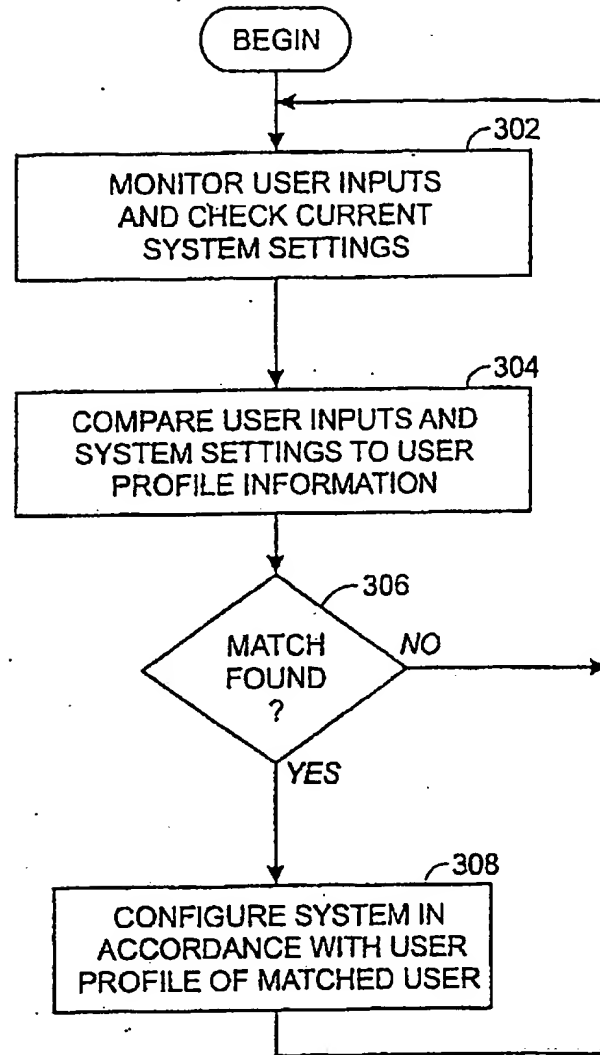 BEGIN
302
MONITOR USER INPUTS
AND CHECK CURRENT
SYSTEM SETTINGS
304
COMPARE USER INPUTS AND
SYSTEM SETTINGS TO USER
PROFILE INFORMATION
306
MATCH
FOUND
?
NO
YES
308
CONFIGURE SYSTEM IN
ACCORDANCE WITH USER
PROFILE OF MATCHED USER